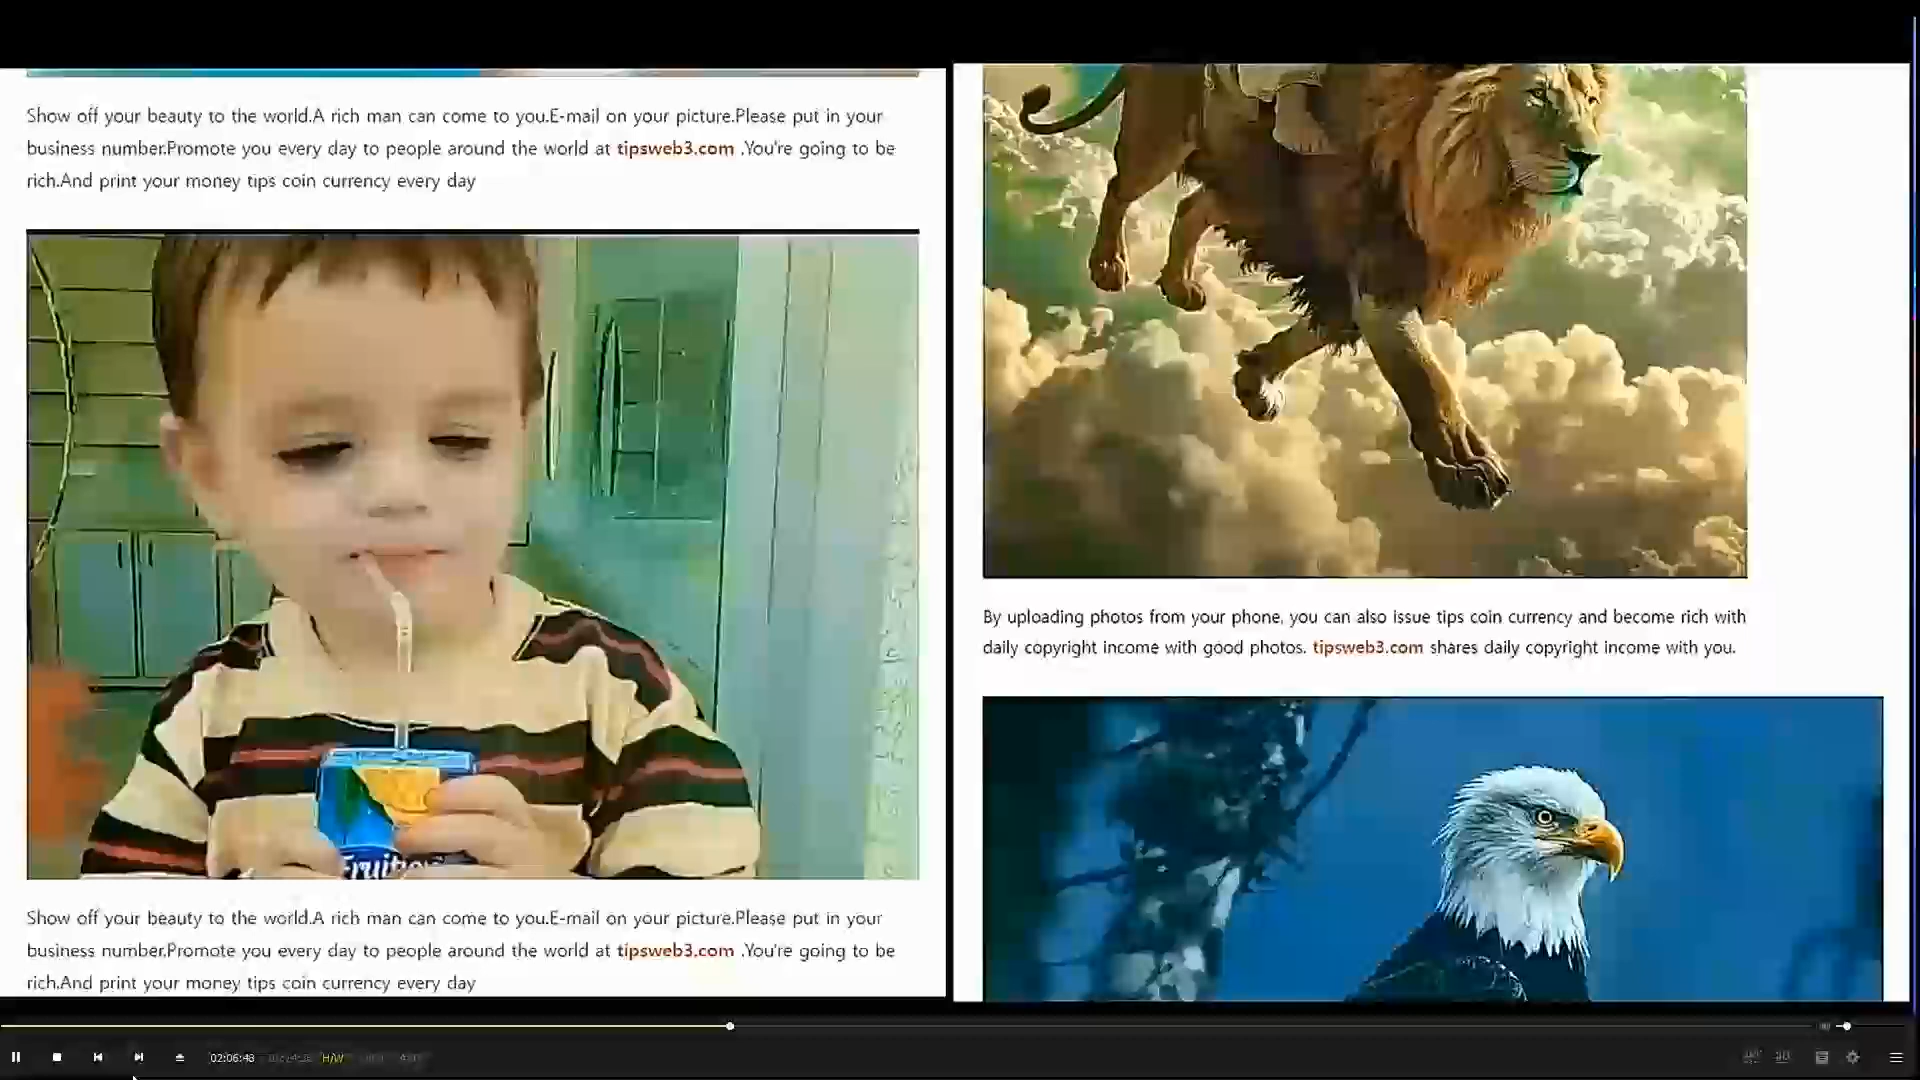 Show off your beauty to the world.A rich man can come to you.E-mail on your picture.Please put in your
business number.Promote you every day to people around the world at tipsweb3.com .You're going to be
rich.And print your money tips coin currency every day
Show off your beauty to the world.A rich man can come to you.E-mail on your picture.Please put in your
business number.Promote you every day to people around the world at tipsweb3.com .You're going to be
rich.And print your money tips coin currency every day
By uploading photos from your phone, you can also issue tips coin currency and become rich with
daily copyright income with good photos. tipsweb3.com shares daily copyright income with you.
02:06:48
H/W